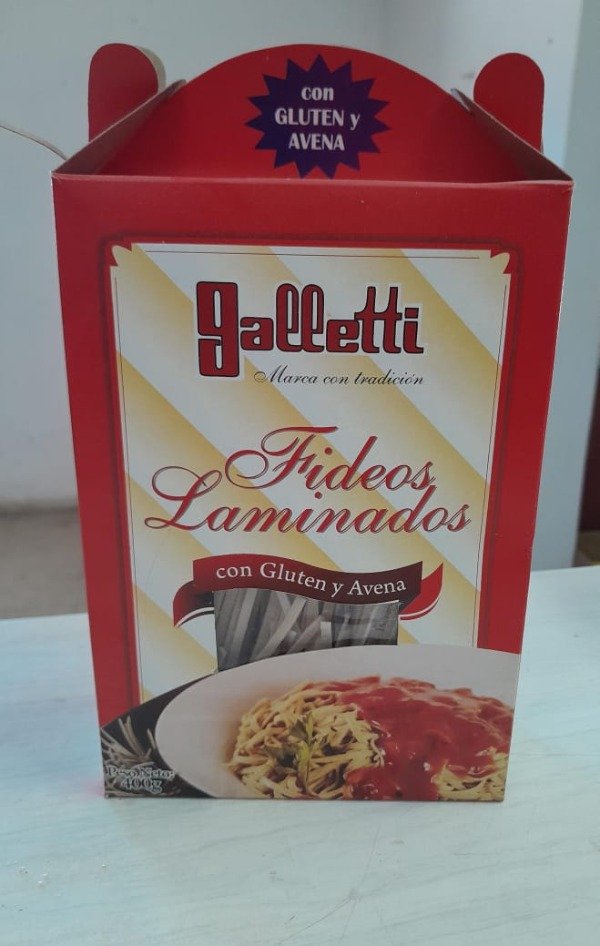 con
GLUTEN y
AVENA
galletti
Marca con tradición
Fideos
Laminados
con Gluten y Avena
Peso Neto:
400g